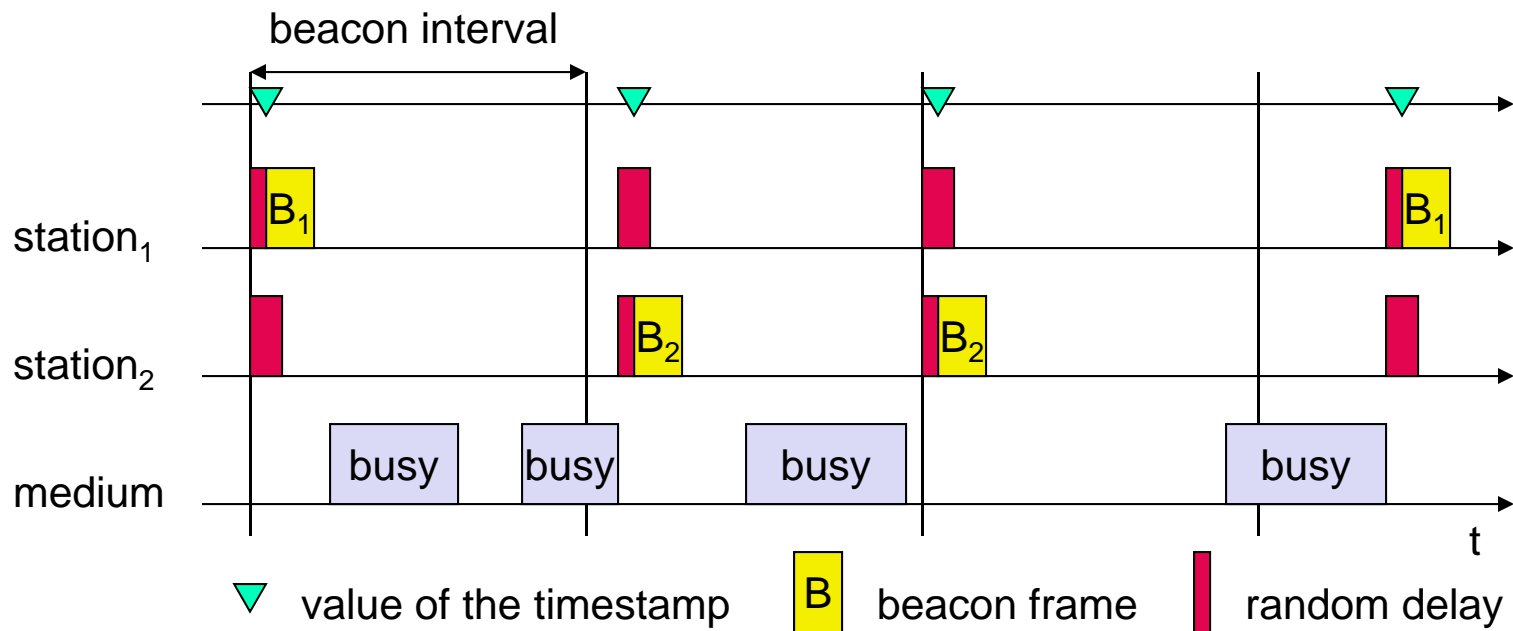 beacon interval
B₁ B₁
station₁
B₂ B₂
station₂
busy busy busy busy
medium
t
value of the timestamp B beacon frame random delay